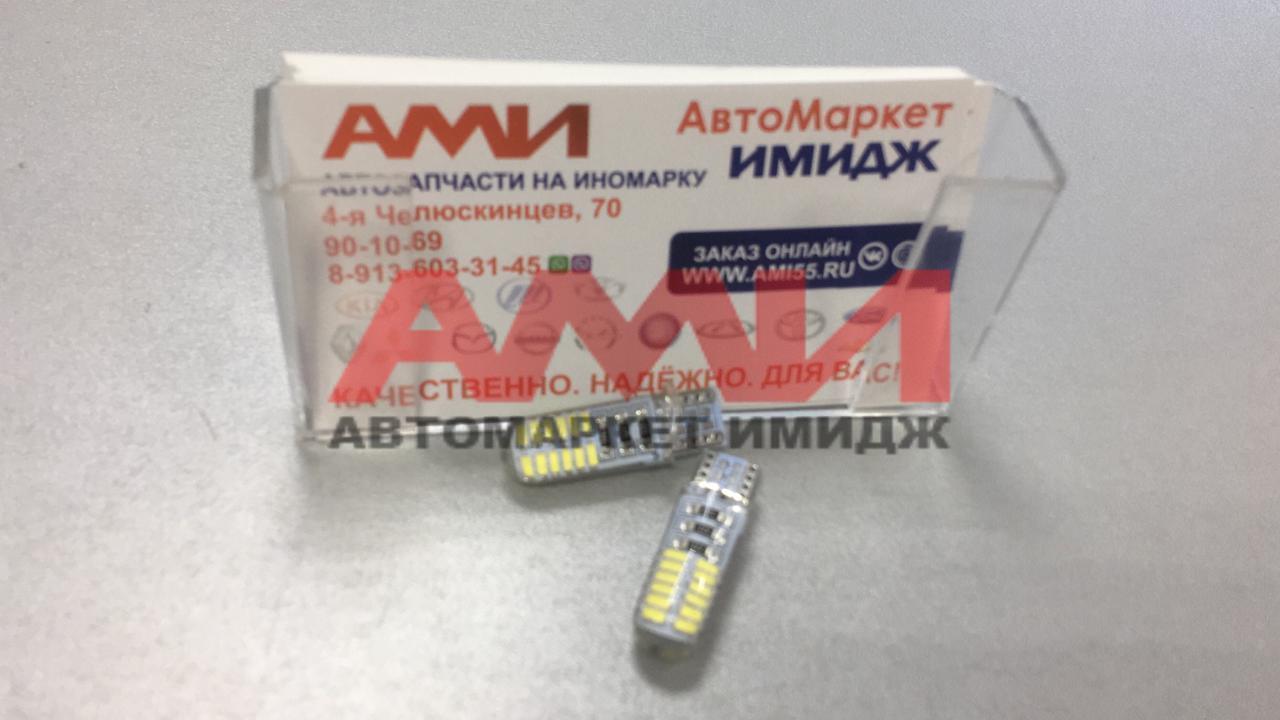 АМИ
АвтоМаркет
ИМИДЖ
АВТОЗАПЧАСТИ НА ИНОМАРКУ
4-я Челюскинцев, 70
90-10-69
8-913-603-31-45
ЗАКАЗ ОНЛАЙН
WWW.AMI55.RU
KIA
АМИ
КАЧЕСТВЕННО. НАДЁЖНО. ДЛЯ ВАС!
АВТОМАРКЕТ ИМИДЖ